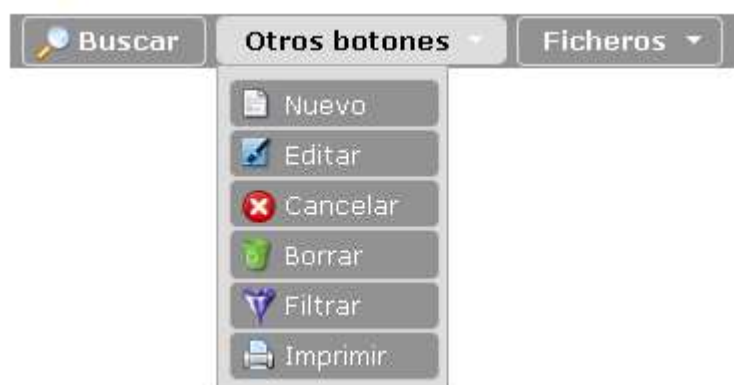 Buscar Otros botones Ficheros
Nuevo
Editar
Cancelar
Borrar
Filtrar
Imprimir